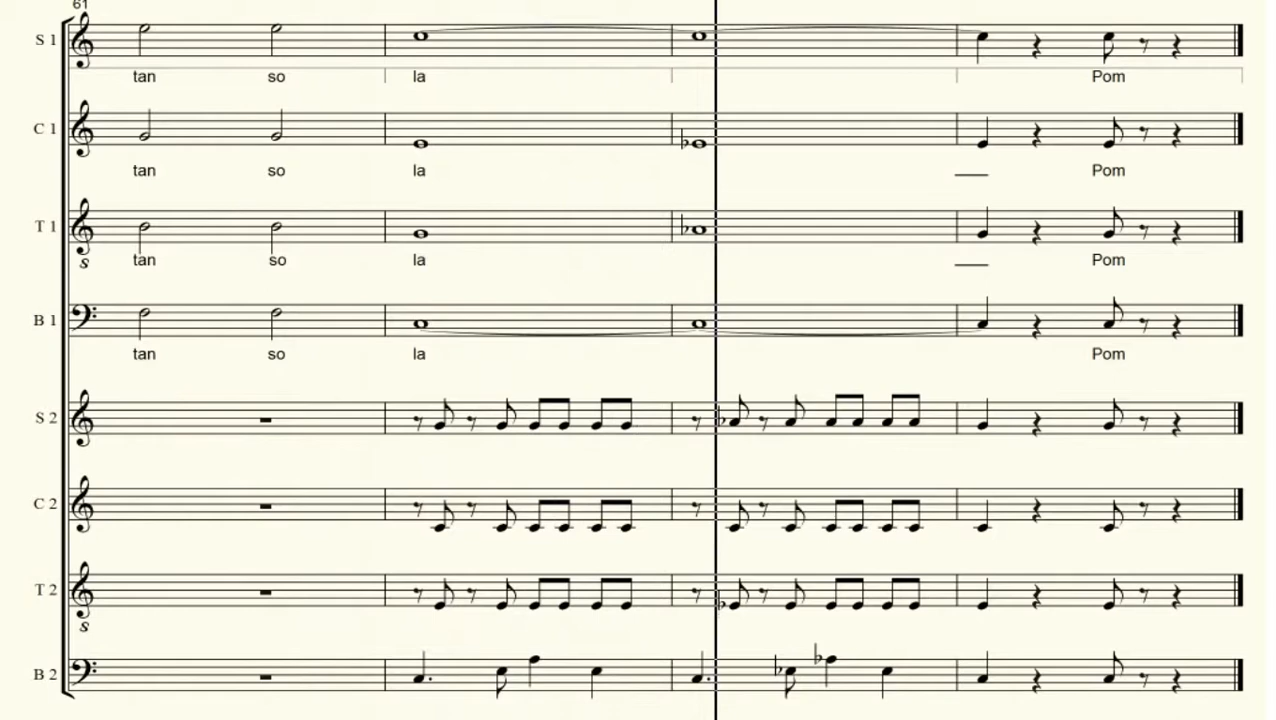 61
S 1
tan so la Pom
C 1
tan so la Pom
T 1
tan so la Pom
B 1
tan so la Pom
S 2
C 2
T 2
B 2